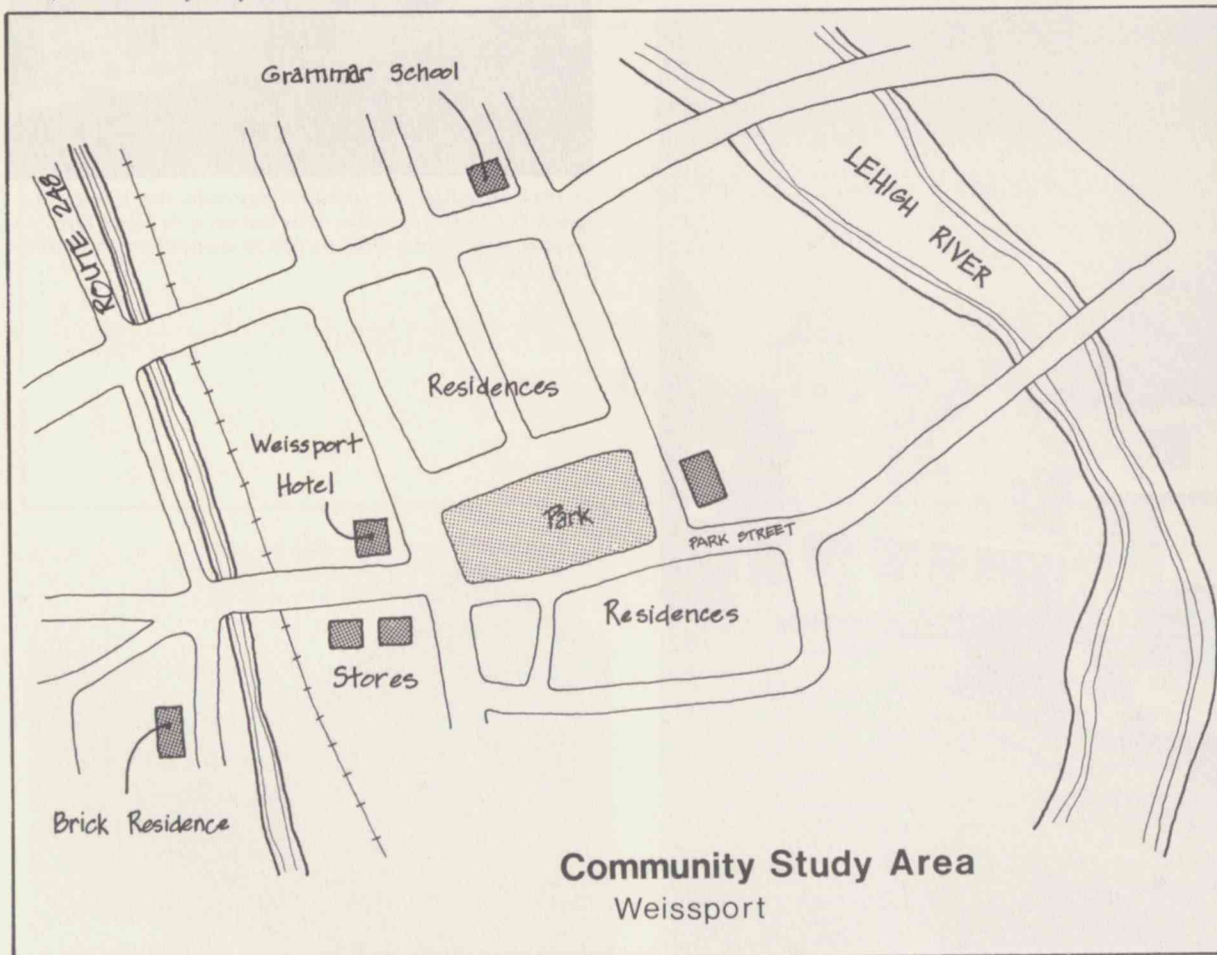 Grammar School
ROUTE 248
LEHIGH
RIVER
Residences
Weissport
Hotel
Park
PARK STREET
Residences
Stores
Brick Residence
Community Study Area
Weissport